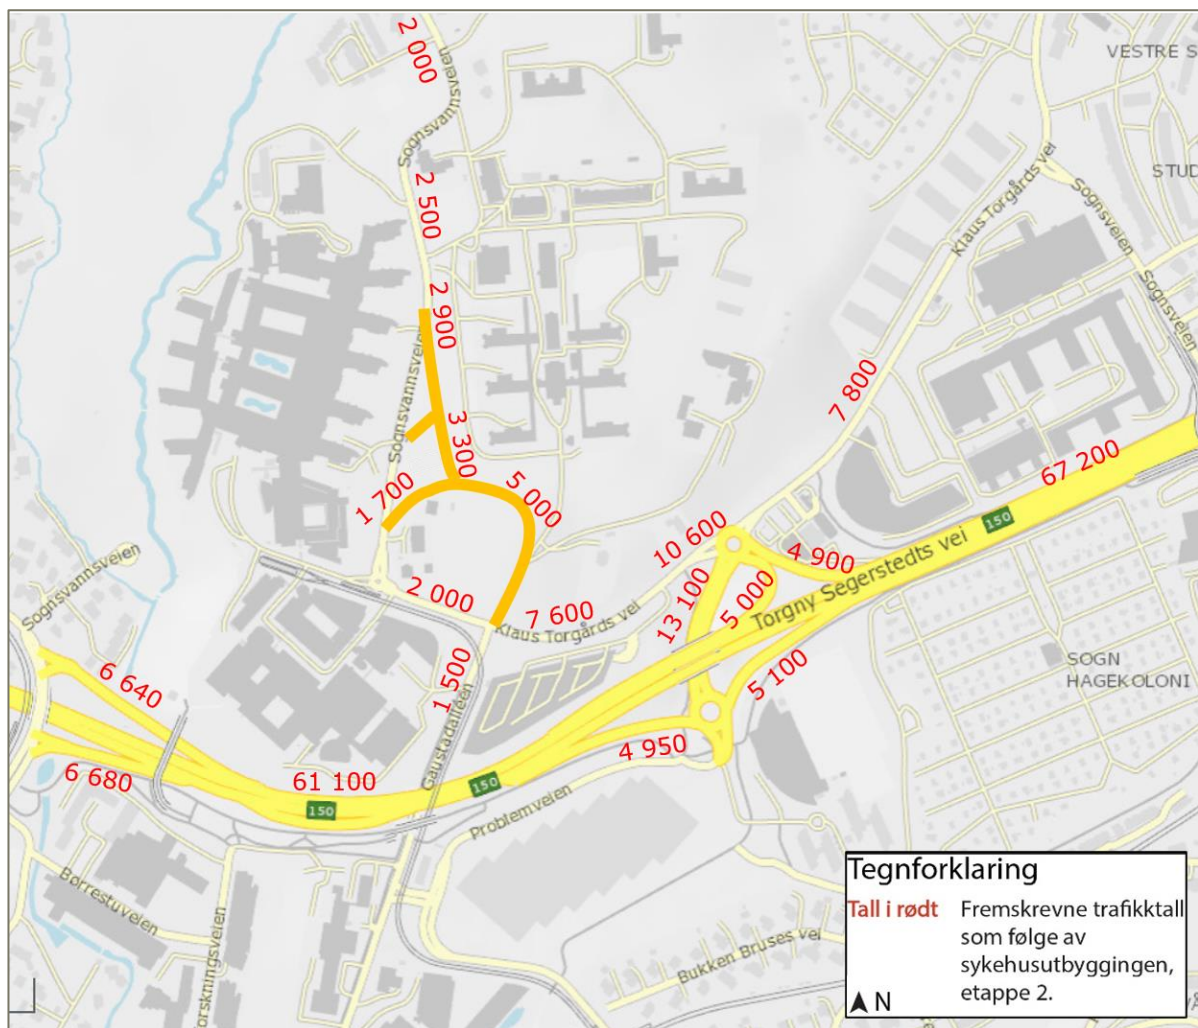 2 000
VESTRE S
Sognsvannsveien
STUD
Klaus Torgårds vei
Sognsveien
2 500
Sognsveien
2 900
Sognsvannsveien
7 800
3 300
1 700
5 000
67 200
150
10 600
4 900
Torgny Segerstedts vei
Sognsvannsveien
2 000
7 600
Klaus Torgårds vei
13 100
5 000
5 100
SOGN
HAGEKOLONI
6 640
1 500
Gaustadalléen
4 950
6 680
61 100
150
150
Problemveien
Børrestuveien
Forskningsveien
Bukken Bruses vei
Tegnforklaring
Tall i rødt Fremskrevne trafikktall
som følge av
sykehusutbyggingen,
etappe 2.
N